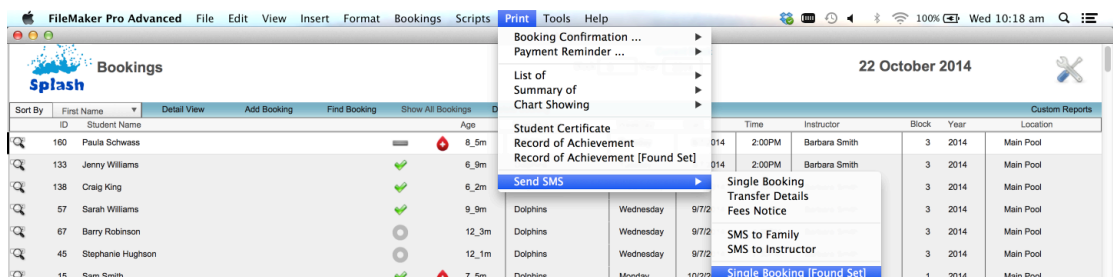 FileMaker Pro Advanced File Edit View Insert Format Bookings Scripts Print Tools Help 100% Wed 10:18 am
Booking Confirmation ...
Payment Reminder ...
List of
Summary of
Chart Showing
Student Certificate
Record of Achievement
Record of Achievement [Found Set]
Send SMS
Single Booking
Transfer Details
Fees Notice
SMS to Family
SMS to Instructor
Single Booking [Found Set]
Splash
Bookings
22 October 2014
Sort By First Name Detail View Add Booking Find Booking Show All Bookings D Custom Reports
ID Student Name Age Time Instructor Block Year Location
160 Paula Schwass 8_5m 014 2:00PM Barbara Smith 3 2014 Main Pool
133 Jenny Williams 6_9m 014 2:00PM Barbara Smith 3 2014 Main Pool
138 Craig King 6_2m 3 2014 Main Pool
57 Sarah Williams 9_9m Dolphins Wednesday 9/7/2 3 2014 Main Pool
67 Barry Robinson 12_3m Dolphins Wednesday 9/7/2 3 2014 Main Pool
45 Stephanie Hughson 12_1m Dolphins Wednesday 9/7/2 3 2014 Main Pool
15 Sam Smith 7_5m Dolphins Monday 10/2/2 1 2014 Main Pool